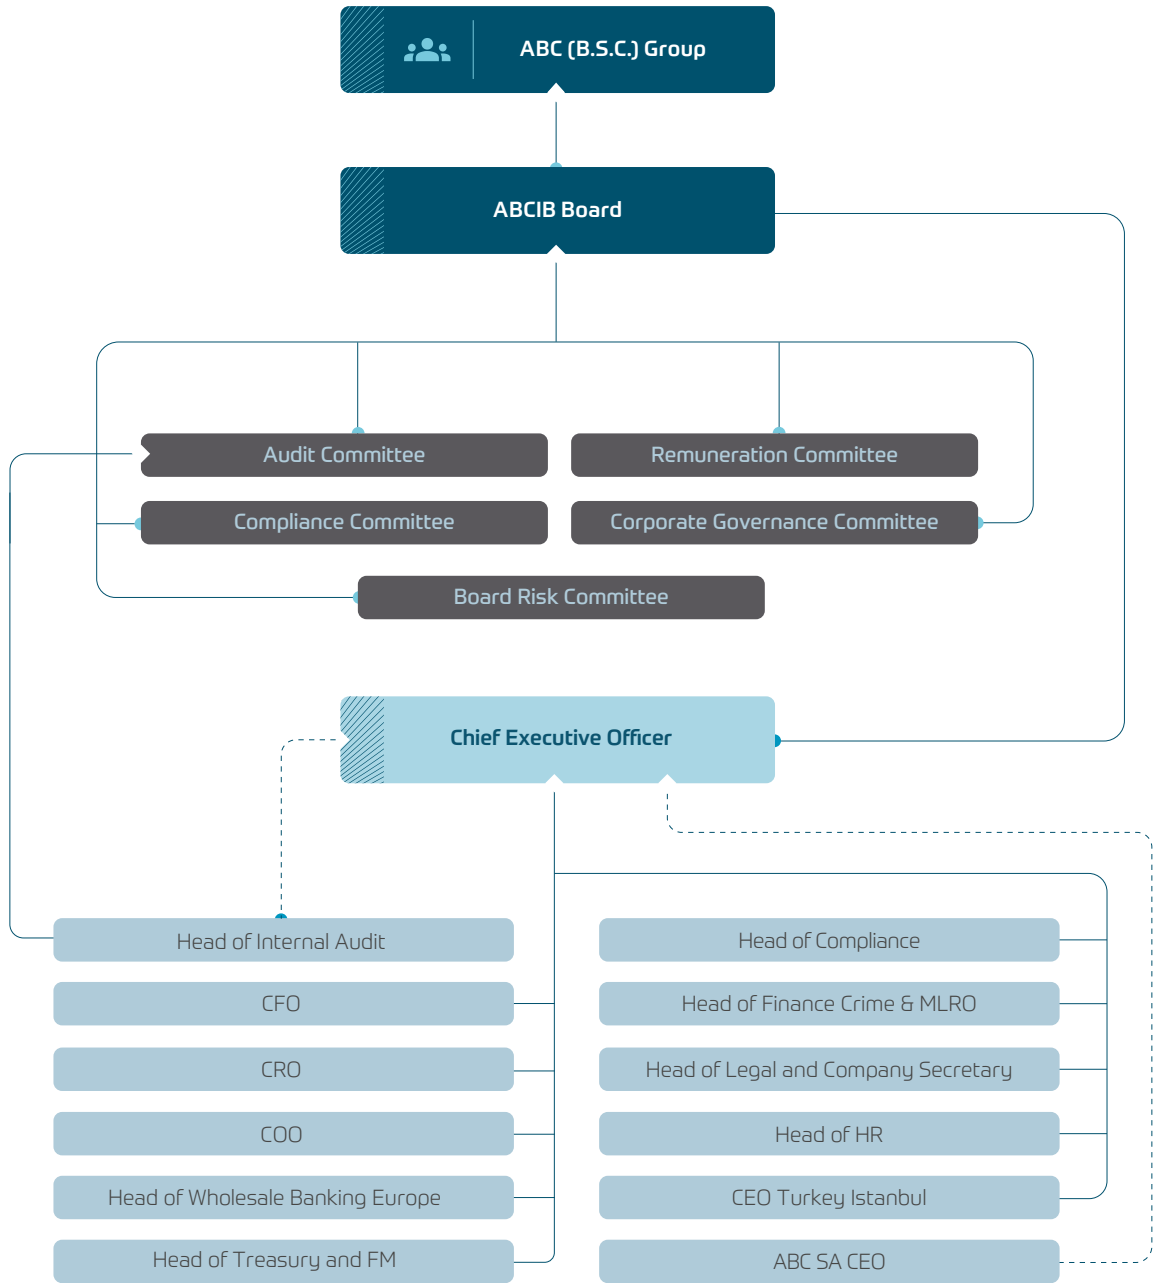 ABC (B.S.C.) Group
ABCIB Board
Audit Committee
Remuneration Committee
Compliance Committee
Corporate Governance Committee
Board Risk Committee
Chief Executive Officer
Head of Internal Audit
Head of Compliance
CFO
Head of Finance Crime & MLRO
CRO
Head of Legal and Company Secretary
COO
Head of HR
Head of Wholesale Banking Europe
CEO Turkey Istanbul
Head of Treasury and FM
ABC SA CEO